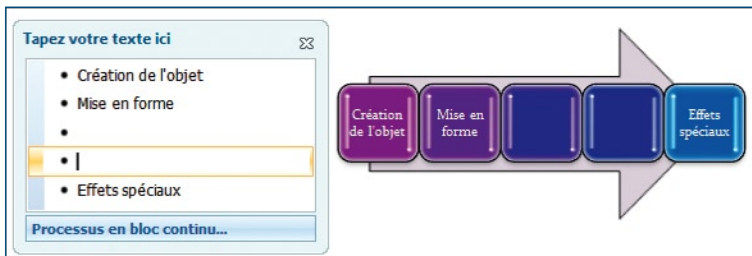 Tapez votre texte ici
• Création de l'objet
• Mise en forme
•
•
• Effets spéciaux
Processus en bloc continu...
Création
de l'objet
Mise en
forme
Effets
spéciaux